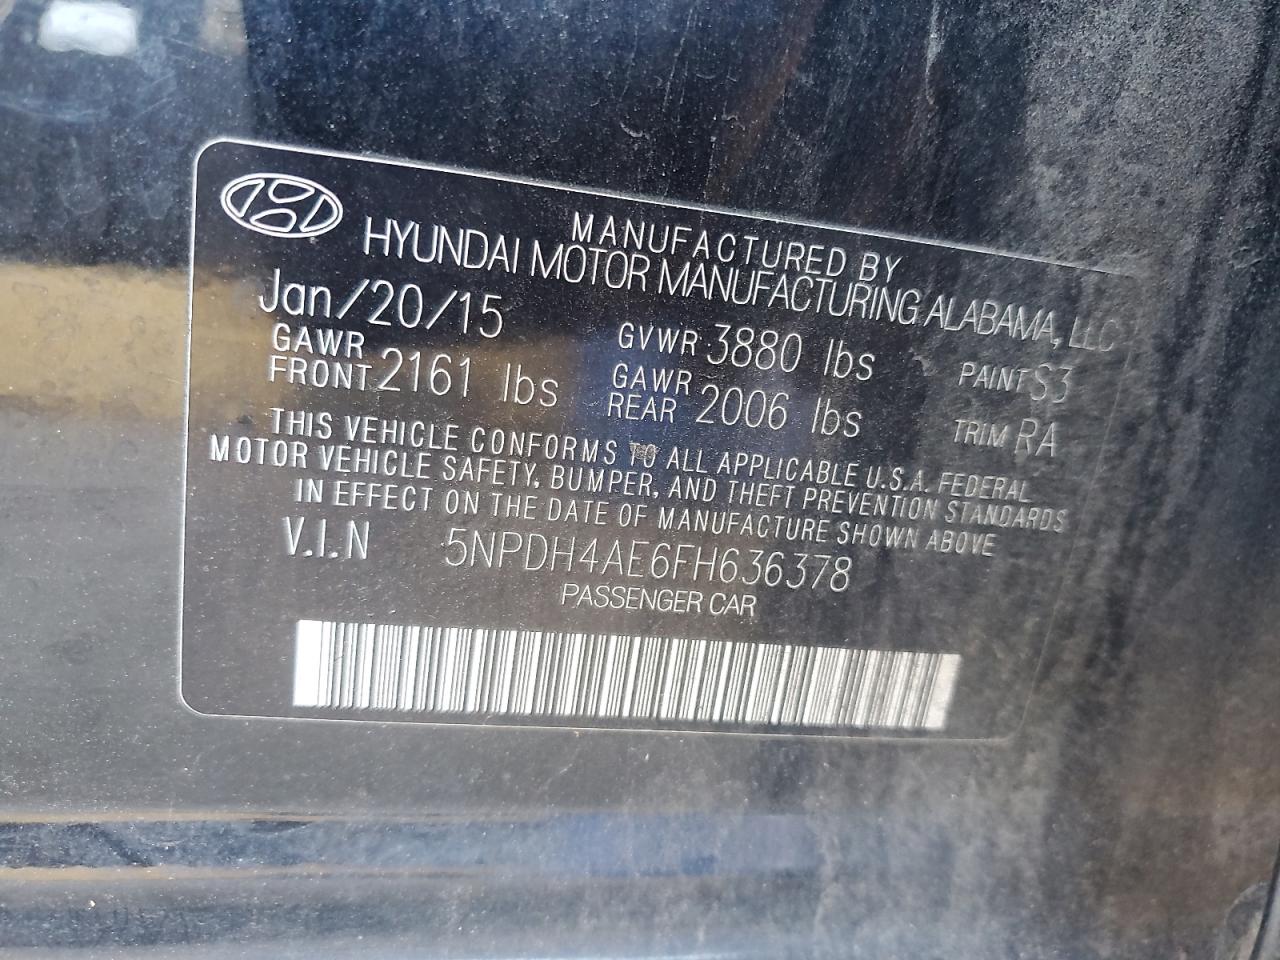 MANUFACTURED BY
HYUNDAI MOTOR MANUFACTURING ALABAMA, LLC
Jan/20/15 GVWR 3880 lbs PAINT S3
GAWR FRONT 2161 lbs GAWR REAR 2006 lbs TRIM RA
THIS VEHICLE CONFORMS TO ALL APPLICABLE U.S.A. FEDERAL
MOTOR VEHICLE SAFETY, BUMPER, AND THEFT PREVENTION STANDARDS
IN EFFECT ON THE DATE OF MANUFACTURE SHOWN ABOVE
V.I.N 5NPDH4AE6FH636378
PASSENGER CAR